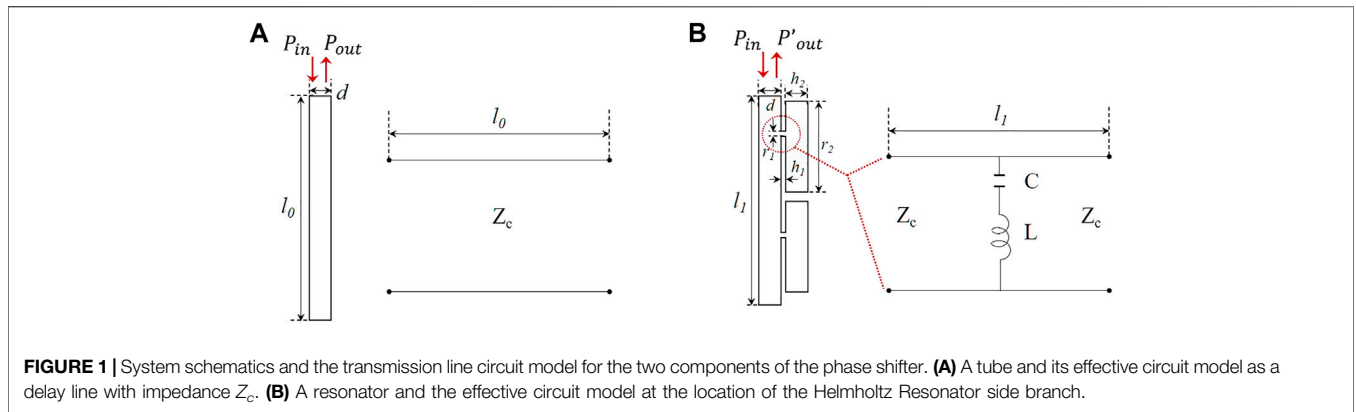 A
P_in P_out
d
l_0
l_0
Z_c
B
P_in P'_out
h_2
d
r_1
r_2
h_1
l_1
l_1
C
L
Z_c
Z_c
FIGURE 1 | System schematics and the transmission line circuit model for the two components of the phase shifter. (A) A tube and its effective circuit model as a
delay line with impedance Z_c. (B) A resonator and the effective circuit model at the location of the Helmholtz Resonator side branch.